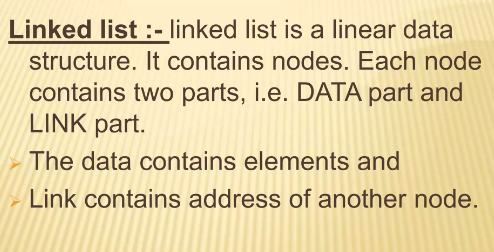 Linked list :- linked list is a linear data
structure. It contains nodes. Each node
contains two parts, i.e. DATA part and
LINK part.
The data contains elements and
Link contains address of another node.